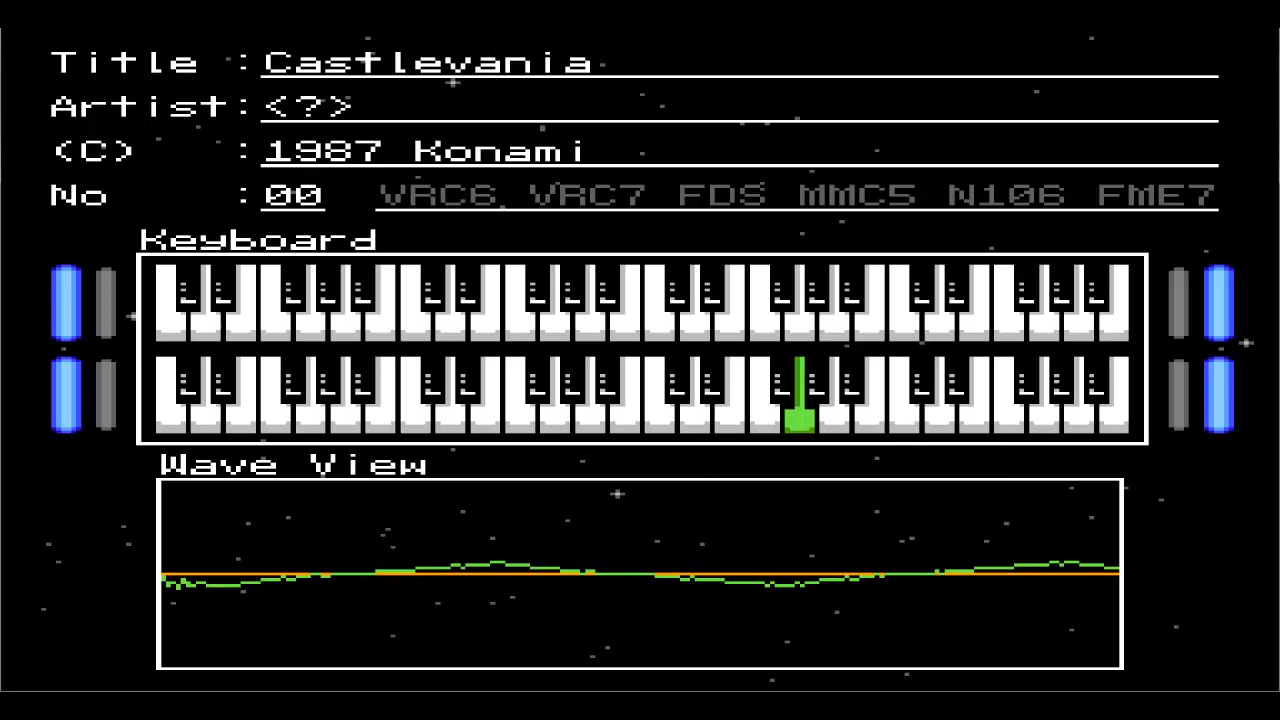 Title : Castlevania
Artist: <?>
(C) : 1987 Konami
No : 00 VRC6 VRC7 FDS MMC5 N106 FME7
Keyboard
Wave View